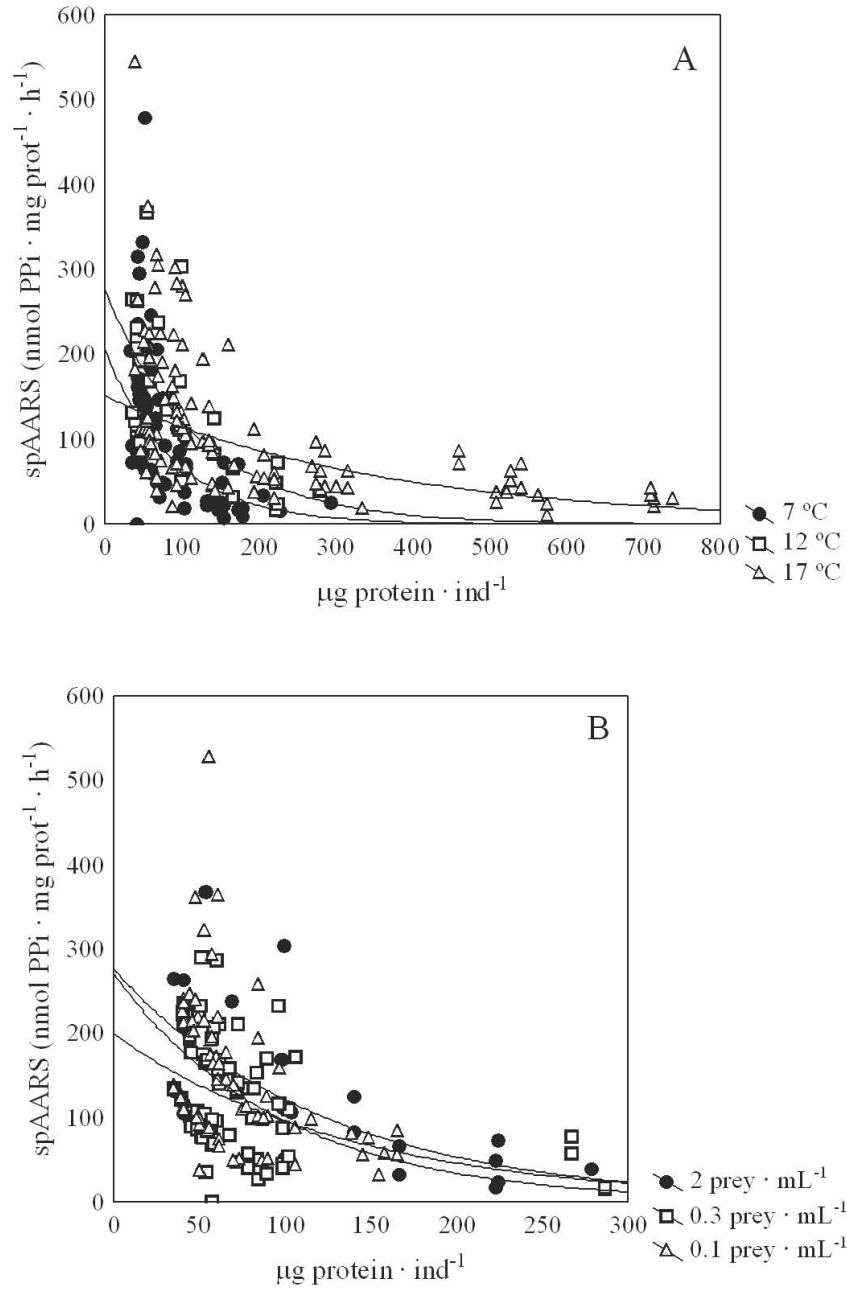 A
600
500
400
300
200
100
0
spAARS (nmol PPi · mg prot⁻¹ · h⁻¹)
0 100 200 300 400 500 600 700 800
µg protein · ind⁻¹
7 ºC
12 ºC
17 ºC
B
600
500
400
300
200
100
0
spAARS (nmol PPi · mg prot⁻¹ · h⁻¹)
0 50 100 150 200 250 300
µg protein · ind⁻¹
2 prey · mL⁻¹
0.3 prey · mL⁻¹
0.1 prey · mL⁻¹